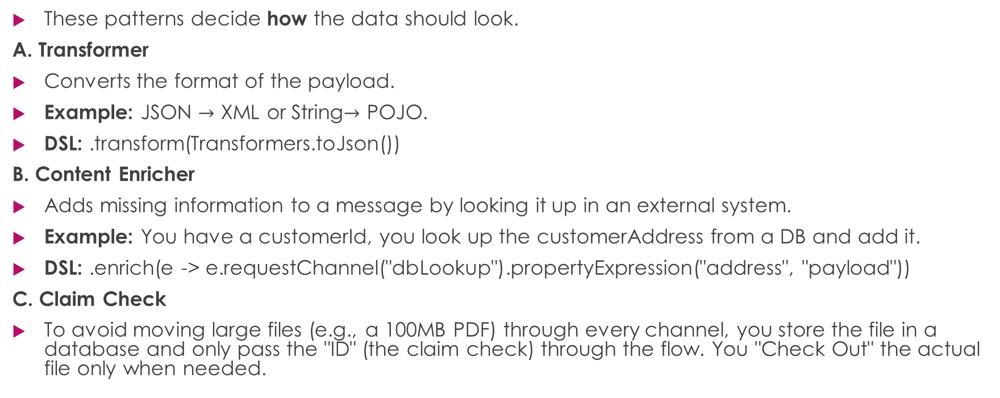 ▶ These patterns decide how the data should look.
A. Transformer
▶ Converts the format of the payload.
▶ Example: JSON → XML or String→ POJO.
▶ DSL: .transform(Transformers.toJson())
B. Content Enricher
▶ Adds missing information to a message by looking it up in an external system.
▶ Example: You have a customerId, you look up the customerAddress from a DB and add it.
▶ DSL: .enrich(e -> e.requestChannel("dbLookup").propertyExpression("address", "payload"))
C. Claim Check
▶ To avoid moving large files (e.g., a 100MB PDF) through every channel, you store the file in a
database and only pass the "ID" (the claim check) through the flow. You "Check Out" the actual
file only when needed.